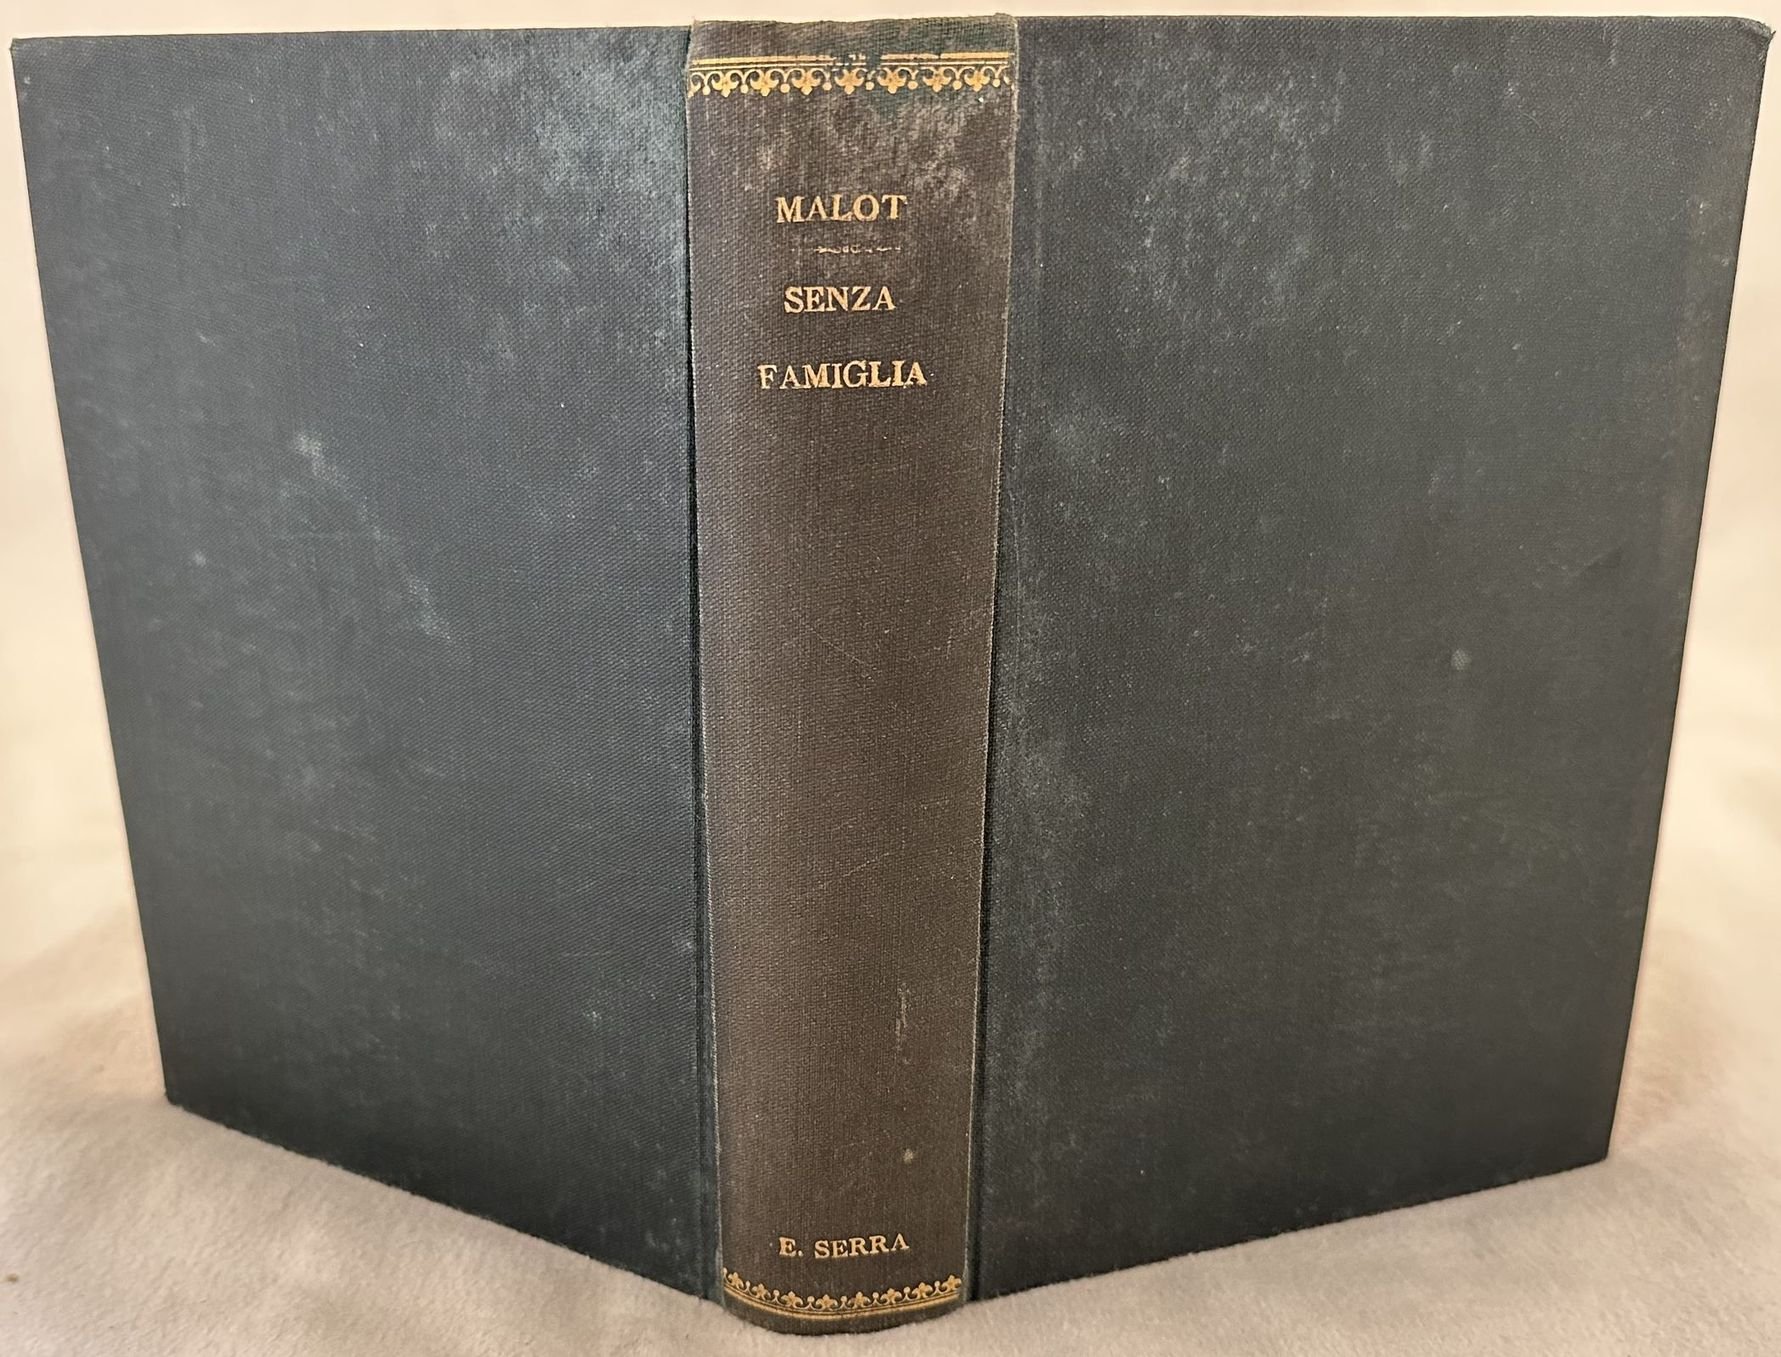 MALOT
SENZA
FAMIGLIA
E. SERRA